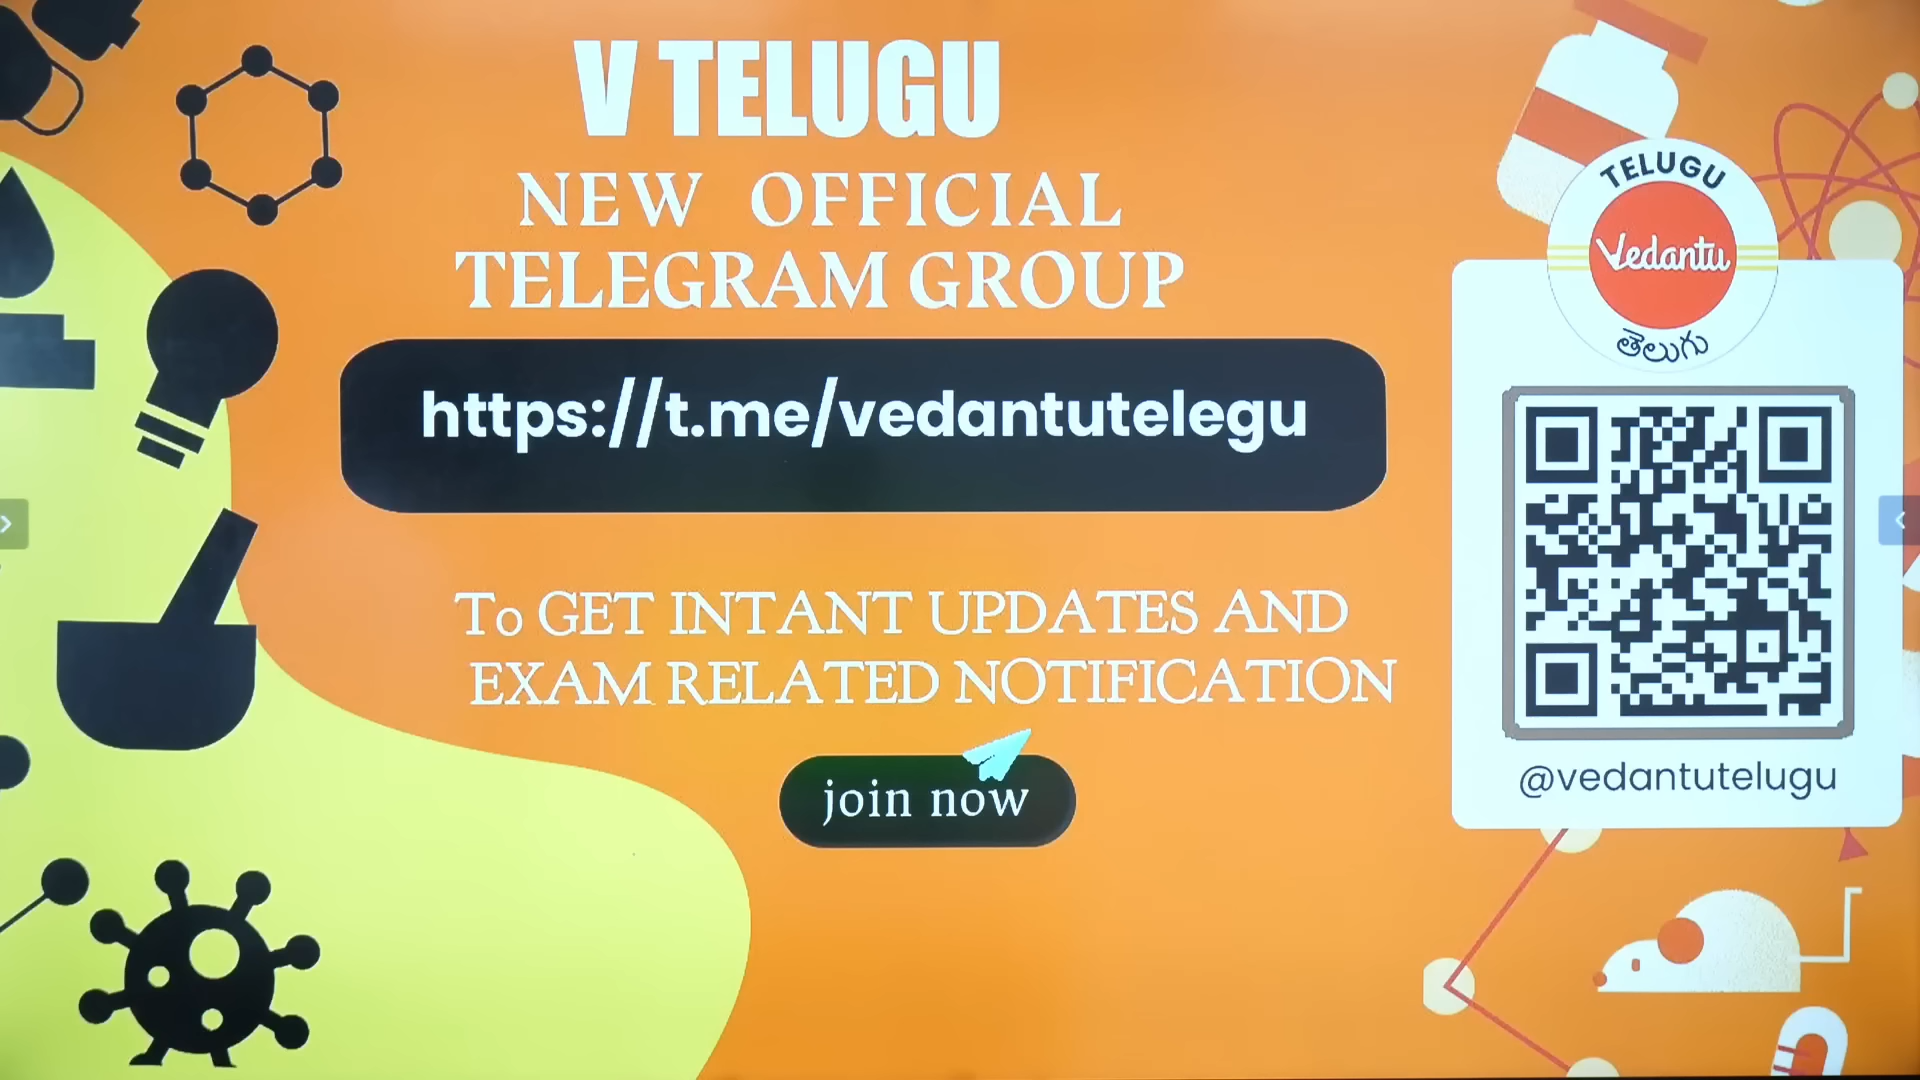 V TELUGU
NEW OFFICIAL
TELEGRAM GROUP
https://t.me/vedantutelegu
To GET INTANT UPDATES AND
EXAM RELATED NOTIFICATION
join now
TELUGU
Vedantu
తెలుగు
@vedantutelugu